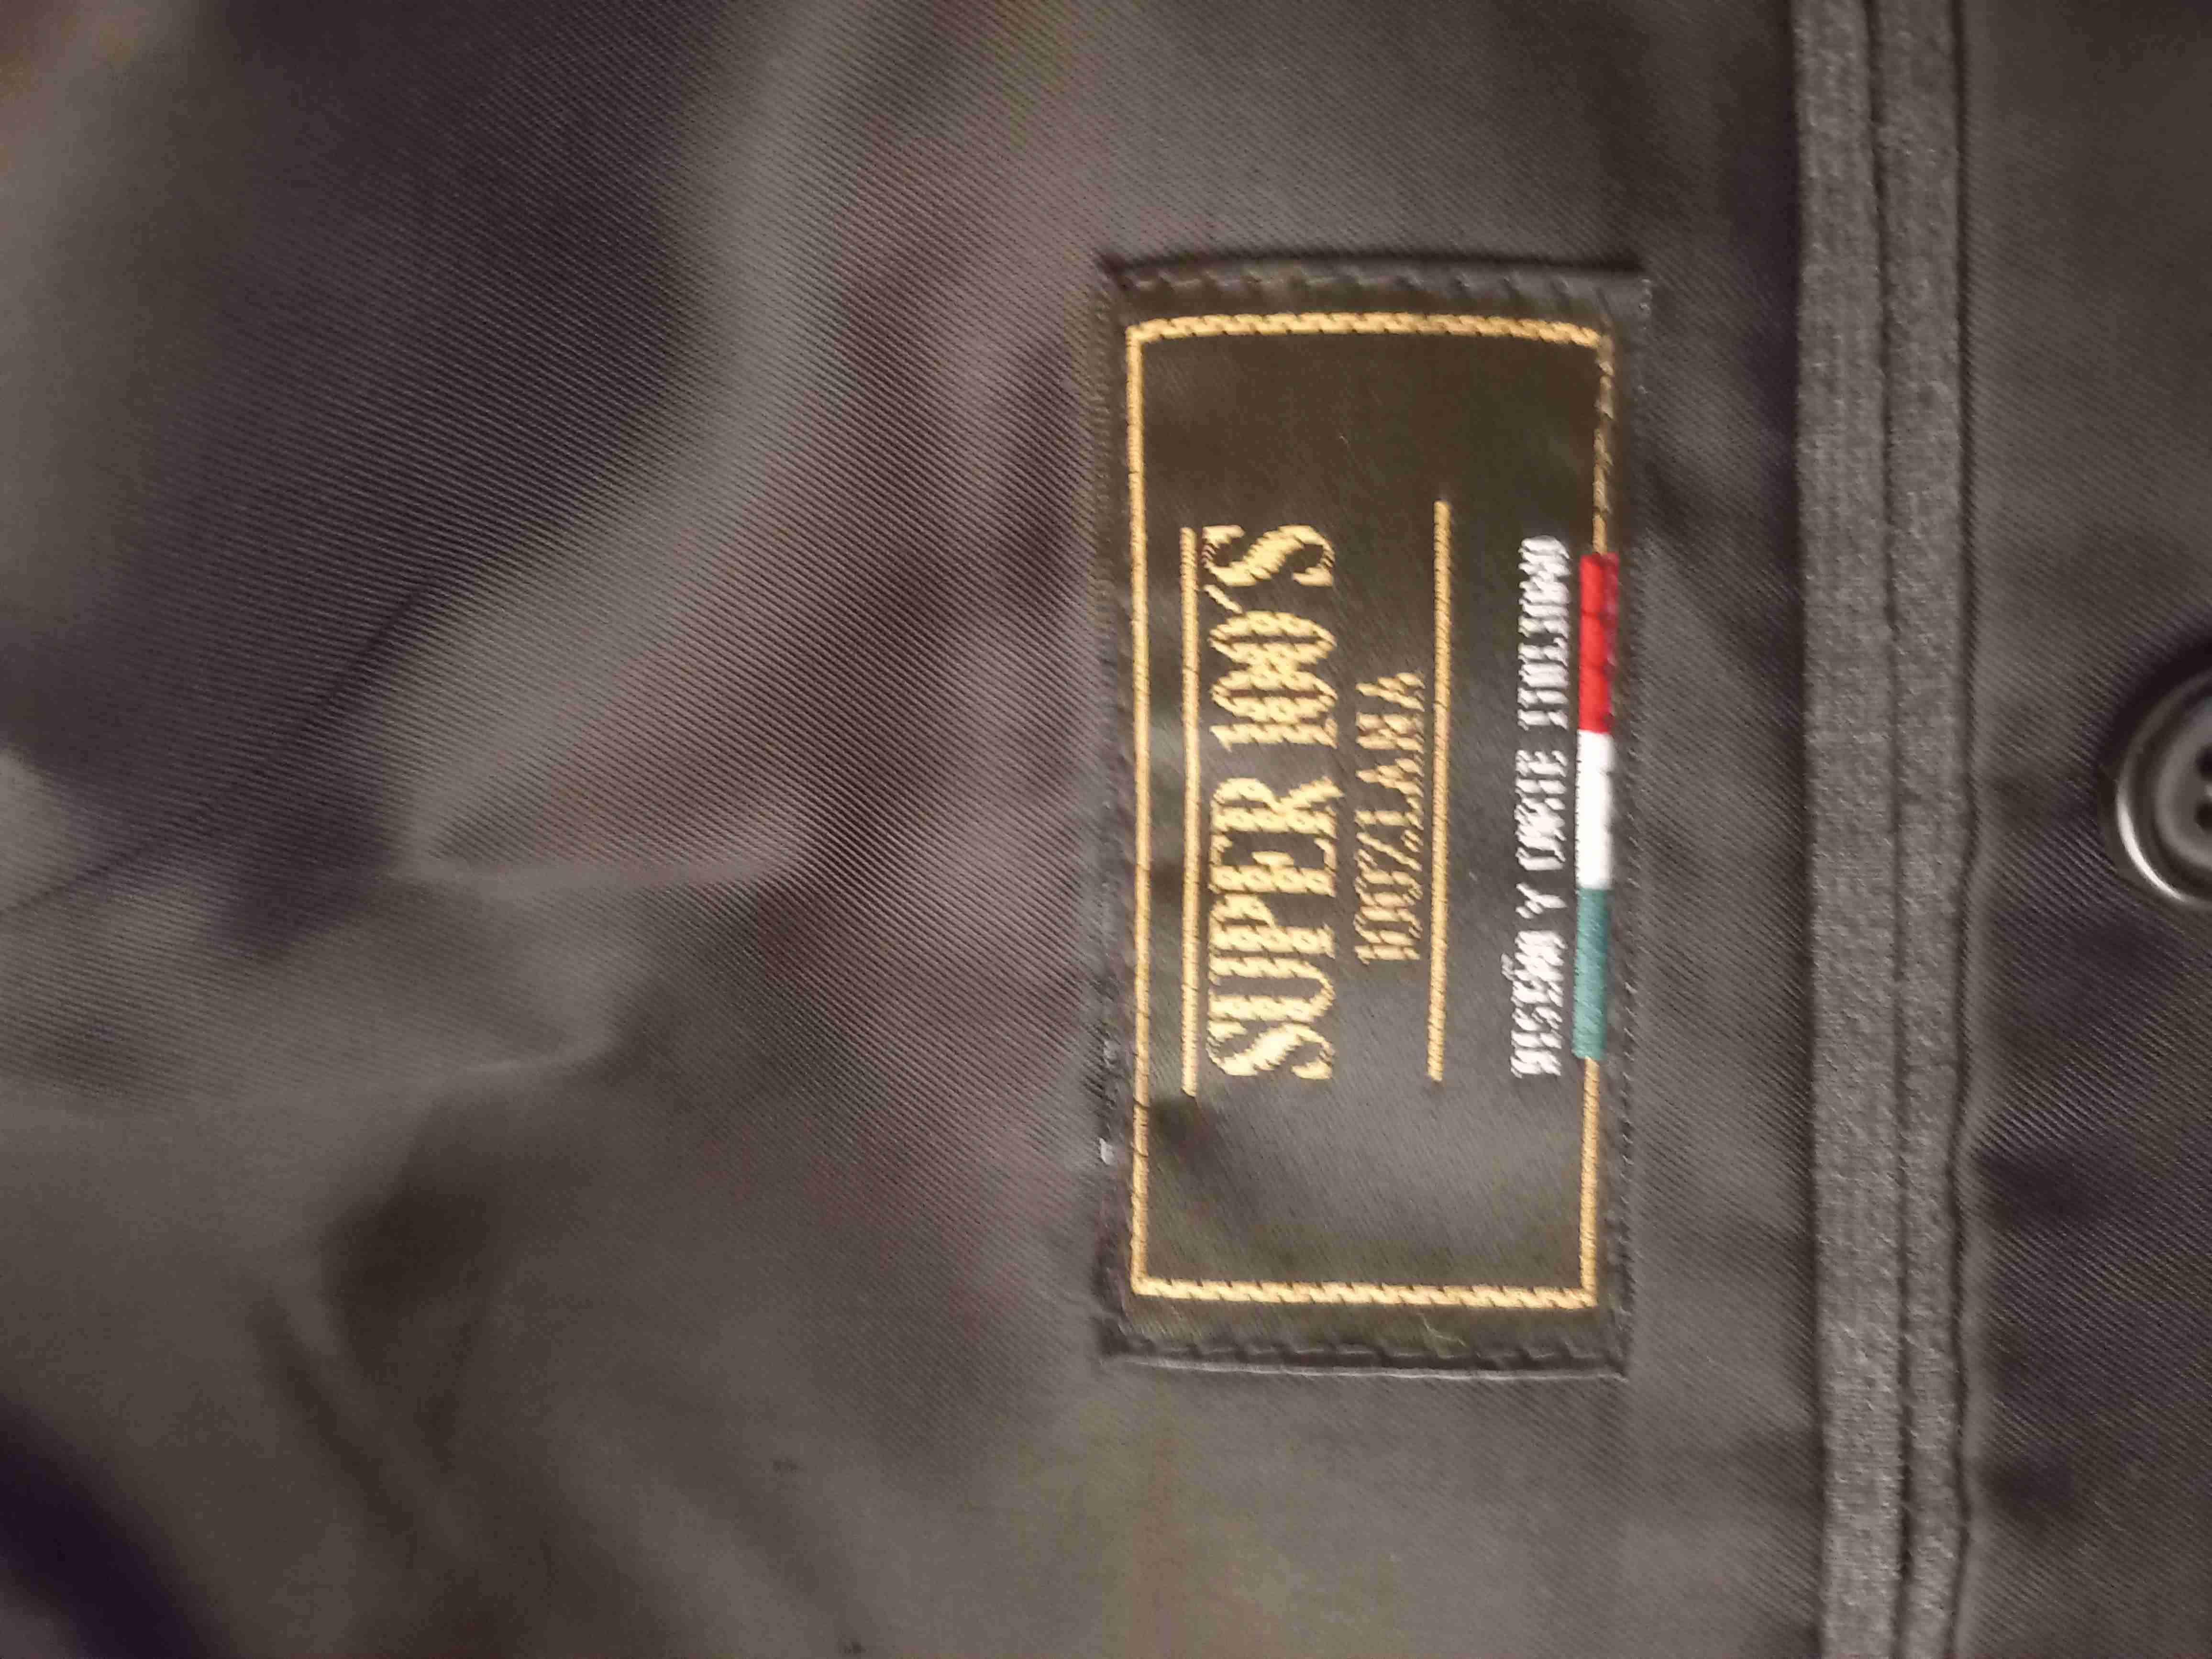 SUPER 100'S
100%LANA
DISEÑO Y CORTE ITALIANO